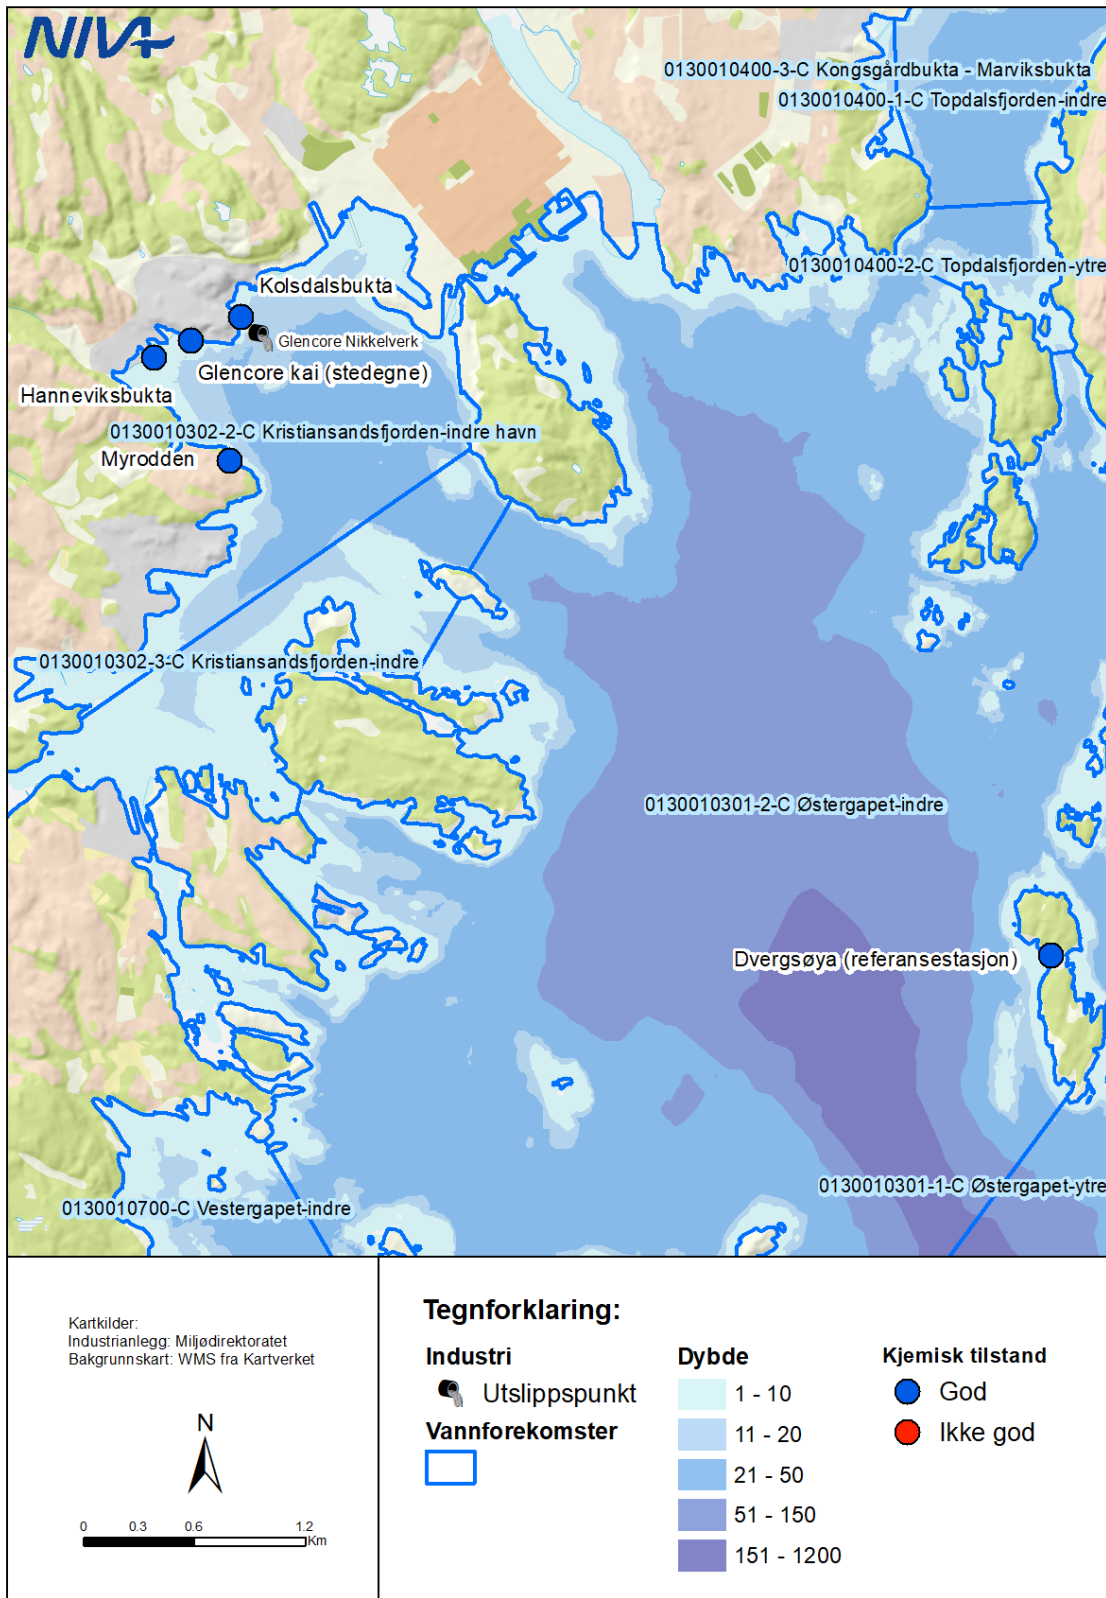 NIVA
0130010400-3-C Kongsgårdbukta - Marviksbukta
0130010400-1-C Topdalsfjorden-indre
0130010400-2-C Topdalsfjorden-ytre
Kolsdalsbukta
Glencore Nikkelverk
Glencore kai (stedegne)
Hanneviksbukta
0130010302-2-C Kristiansandsfjorden-indre havn
Myrodden
0130010302-3-C Kristiansandsfjorden-indre
0130010301-2-C Østergapet-indre
Dvergsøya (referansestasjon)
0130010301-1-C Østergapet-ytre
0130010700-C Vestergapet-indre
Kartkilder:
Industrianlegg: Miljødirektoratet
Bakgrunnskart: WMS fra Kartverket
N
0 0.3 0.6 1.2
Km
Tegnforklaring:
Industri
Utslippspunkt
Vannforekomster
Dybde
1 - 10
11 - 20
21 - 50
51 - 150
151 - 1200
Kjemisk tilstand
God
Ikke god